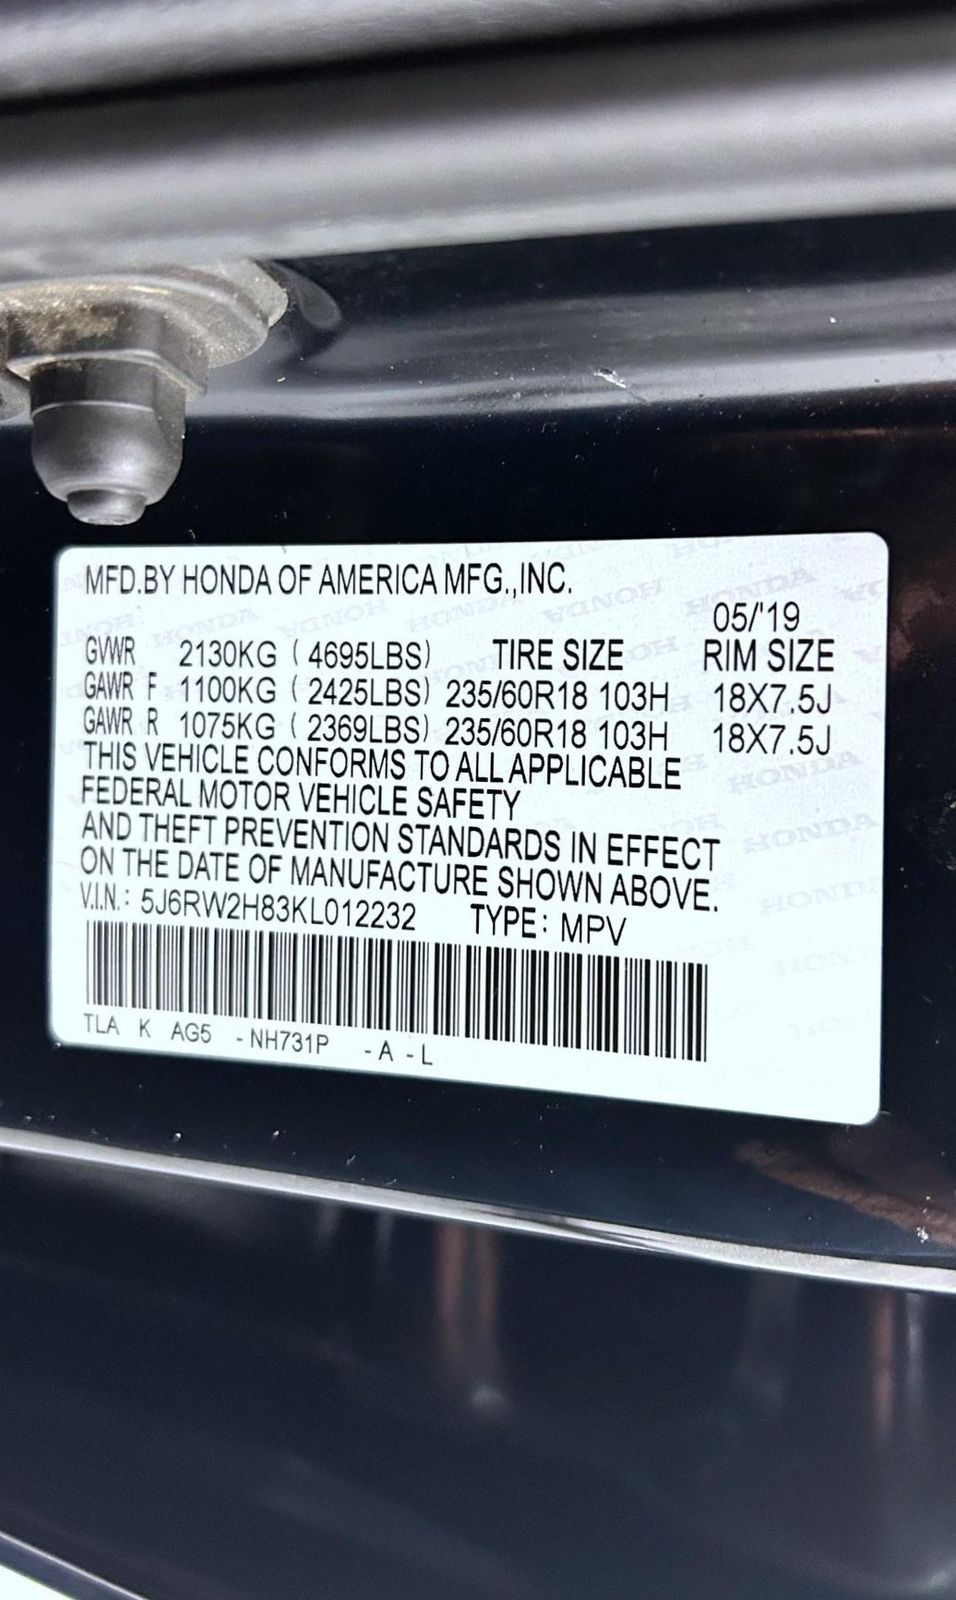 MFD.BY HONDA OF AMERICA MFG.,INC.
05/'19
GVWR 2130KG ( 4695LBS) TIRE SIZE RIM SIZE
GAWR F 1100KG ( 2425LBS) 235/60R18 103H 18X7.5J
GAWR R 1075KG ( 2369LBS) 235/60R18 103H 18X7.5J
THIS VEHICLE CONFORMS TO ALL APPLICABLE
FEDERAL MOTOR VEHICLE SAFETY
AND THEFT PREVENTION STANDARDS IN EFFECT
ON THE DATE OF MANUFACTURE SHOWN ABOVE.
V.I.N.: 5J6RW2H83KL012232 TYPE: MPV
TLA K AG5 -NH731P -A -L